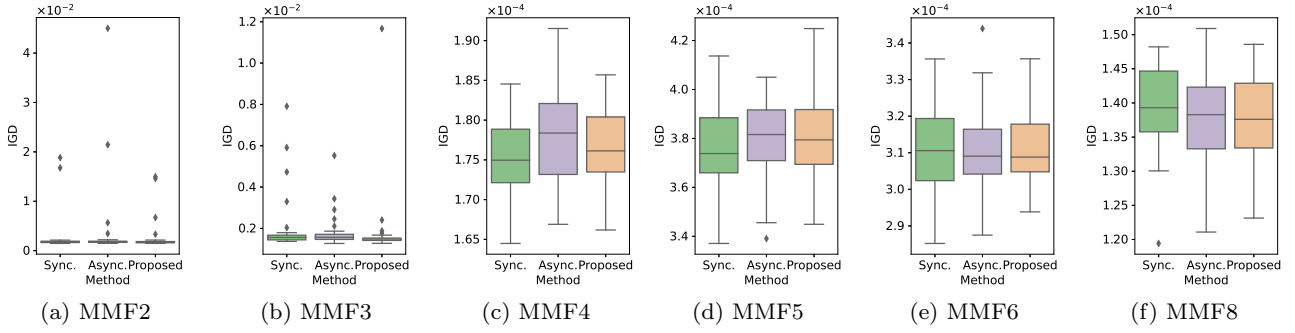 ×10⁻²
4
3
2
1
0
IGD
Sync. Async. Proposed
Method
(a) MMF2
×10⁻²
1.2
1.0
0.8
0.6
0.4
0.2
IGD
Sync. Async. Proposed
Method
(b) MMF3
×10⁻⁴
1.90
1.85
1.80
1.75
1.70
1.65
IGD
Sync. Async. Proposed
Method
(c) MMF4
×10⁻⁴
4.2
4.0
3.8
3.6
3.4
IGD
Sync. Async. Proposed
Method
(d) MMF5
×10⁻⁴
3.4
3.3
3.2
3.1
3.0
2.9
IGD
Sync. Async. Proposed
Method
(e) MMF6
×10⁻⁴
1.50
1.45
1.40
1.35
1.30
1.25
1.20
IGD
Sync. Async. Proposed
Method
(f) MMF8